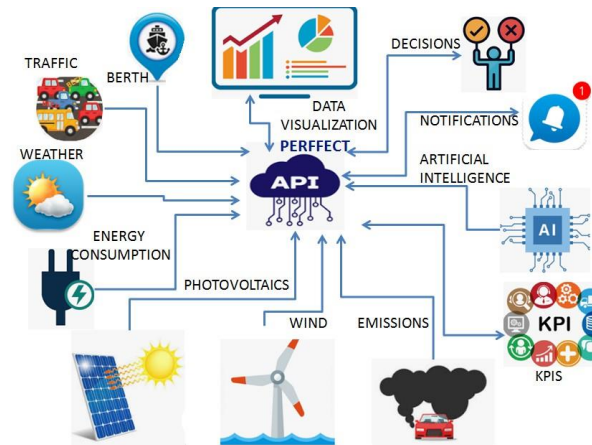 TRAFFIC
BERTH
DATA
VISUALIZATION
PERFFECT
API
DECISIONS
1
NOTIFICATIONS
WEATHER
ARTIFICIAL
INTELLIGENCE
AI
ENERGY
CONSUMPTION
PHOTOVOLTAICS
WIND
EMISSIONS
KPI
KPIS